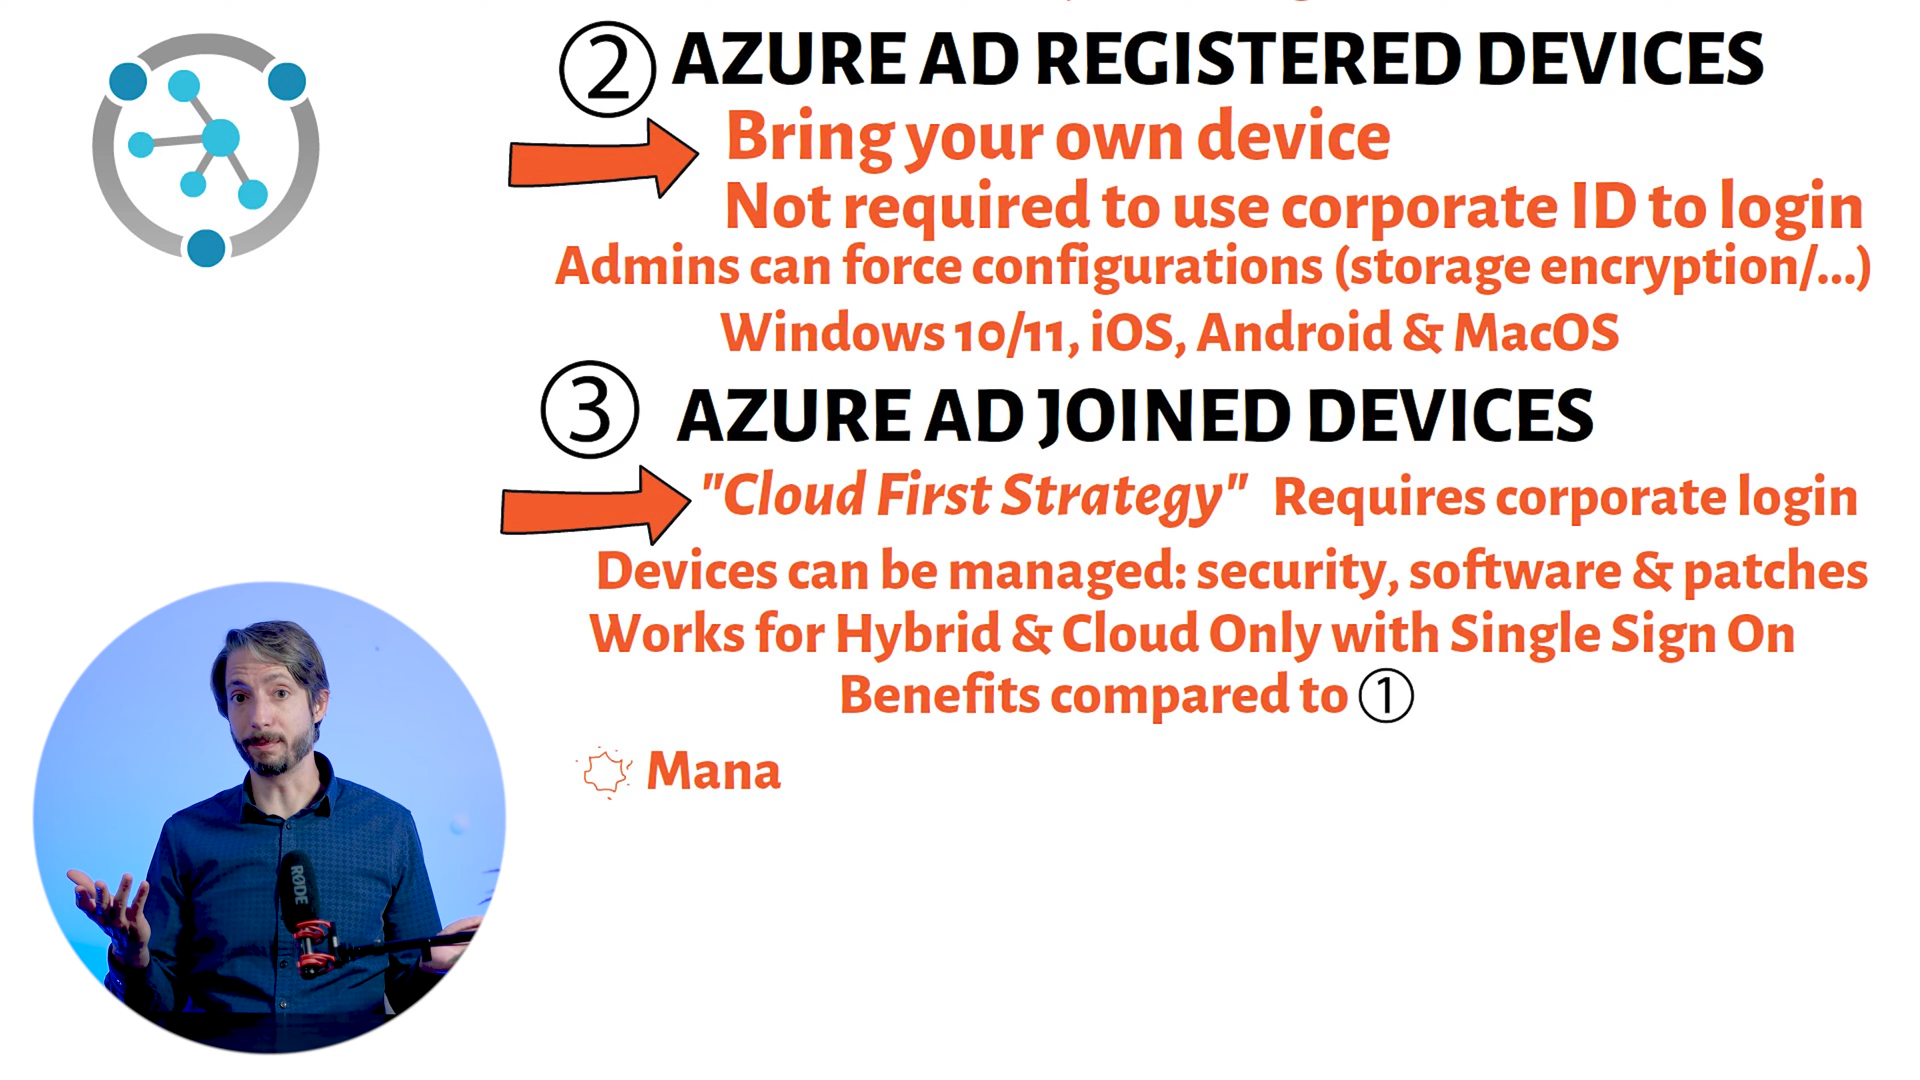 ② AZURE AD REGISTERED DEVICES
Bring your own device
Not required to use corporate ID to login
Admins can force configurations (storage encryption/...)
Windows 10/11, iOS, Android & MacOS
③ AZURE AD JOINED DEVICES
"Cloud First Strategy" Requires corporate login
Devices can be managed: security, software & patches
Works for Hybrid & Cloud Only with Single Sign On
Benefits compared to ①
Mana
RØDE